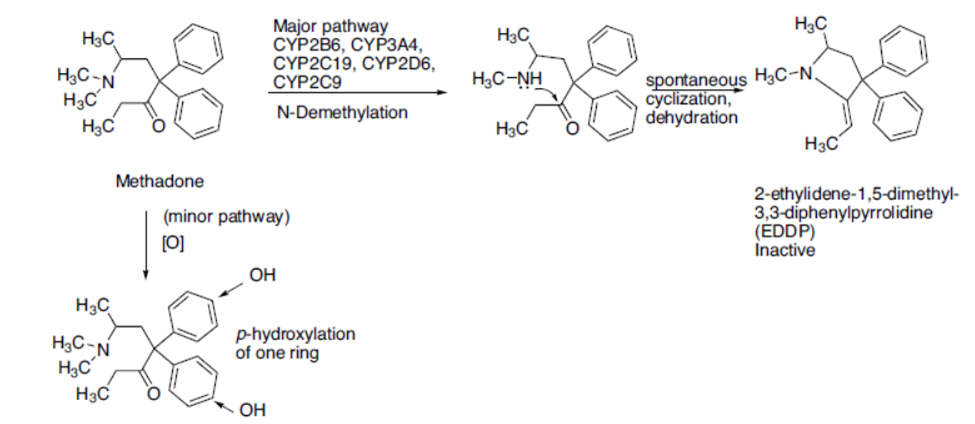 Major pathway
CYP2B6, CYP3A4,
CYP2C19, CYP2D6,
CYP2C9
N-Demethylation
H₃C
H₃C
N
H₃C
H₃C
O
Methadone
H₃C
H₃C-NH
H₃C
O
spontaneous
cyclization,
dehydration
H₃C
H₃C-N
H₃C
2-ethylidene-1,5-dimethyl-
3,3-diphenylpyrrolidine
(EDDP)
Inactive
(minor pathway)
[O]
OH
H₃C
H₃C
N
H₃C
H₃C
O
OH
p-hydroxylation
of one ring